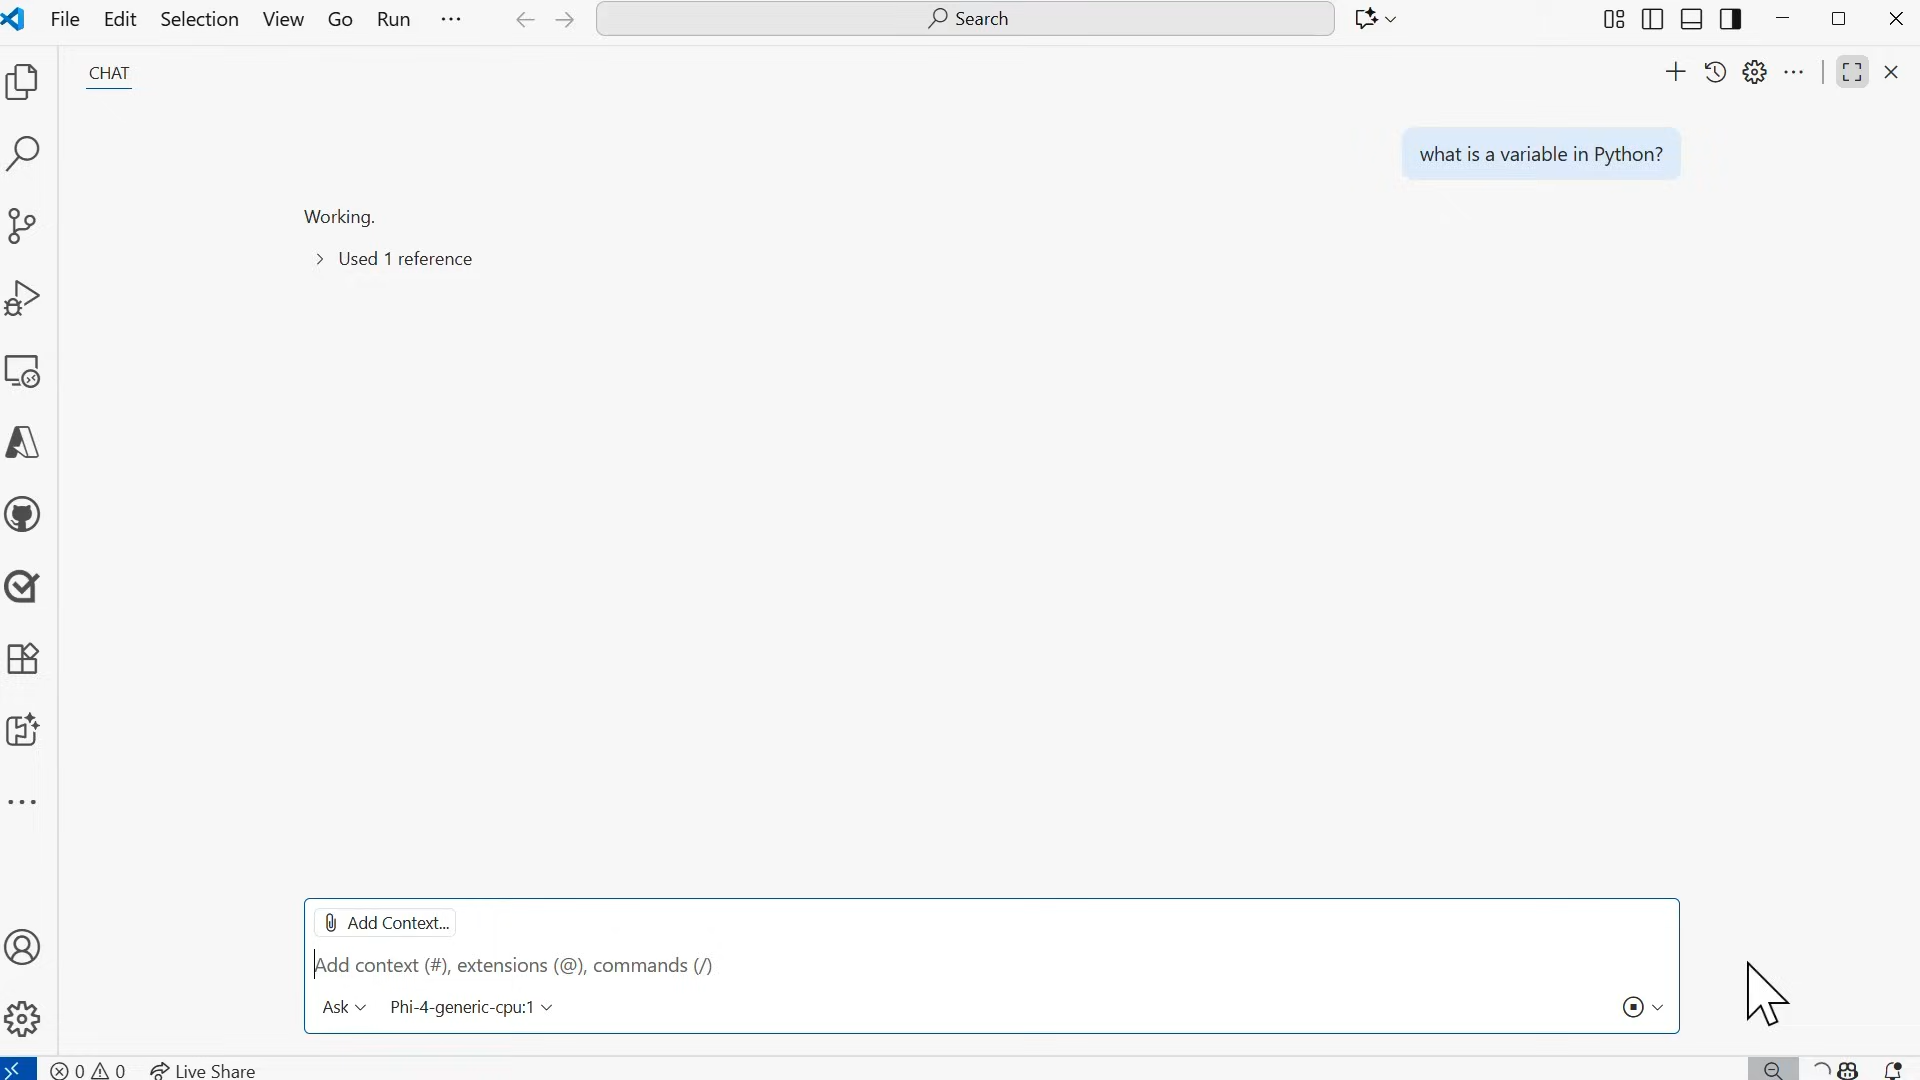 File Edit Selection View Go Run ··· Search
CHAT
what is a variable in Python?
Working.
Used 1 reference
Add Context...
Add context (#), extensions (@), commands (/)
Ask Phi-4-generic-cpu:1
0 0 Live Share